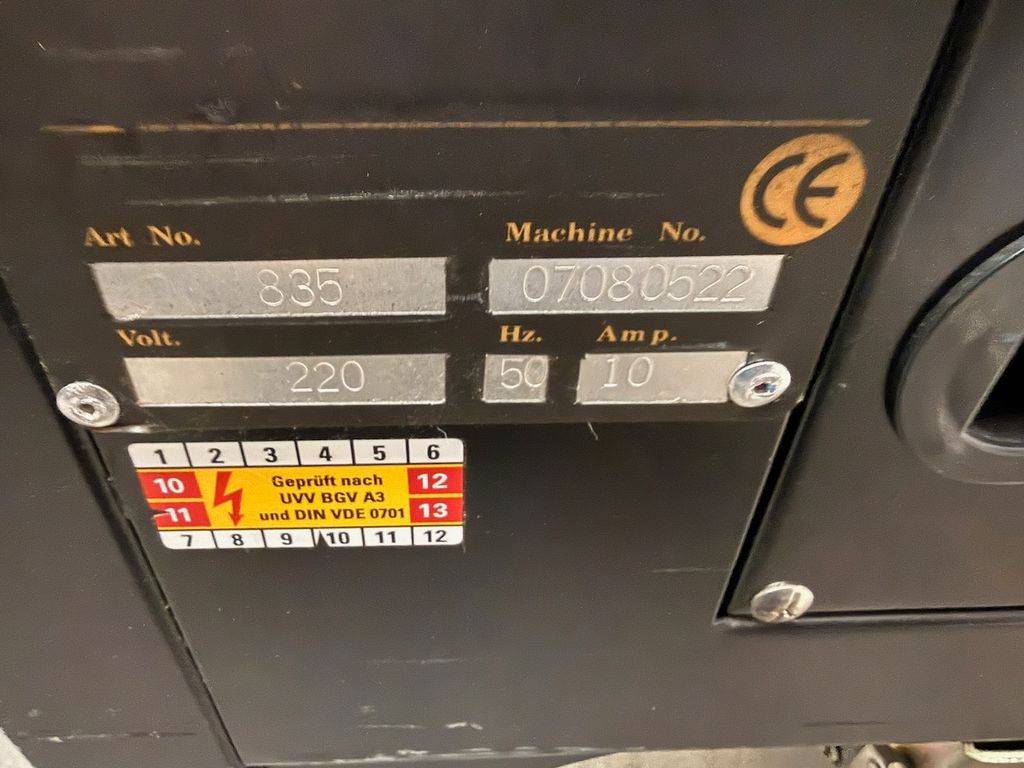 CE
Art No. Machine No.
835 07080522
Volt. Hz. Amp.
220 50 10
1 2 3 4 5 6
10 Geprüft nach 12
UVV BGV A3
11 und DIN VDE 0701 13
7 8 9 10 11 12